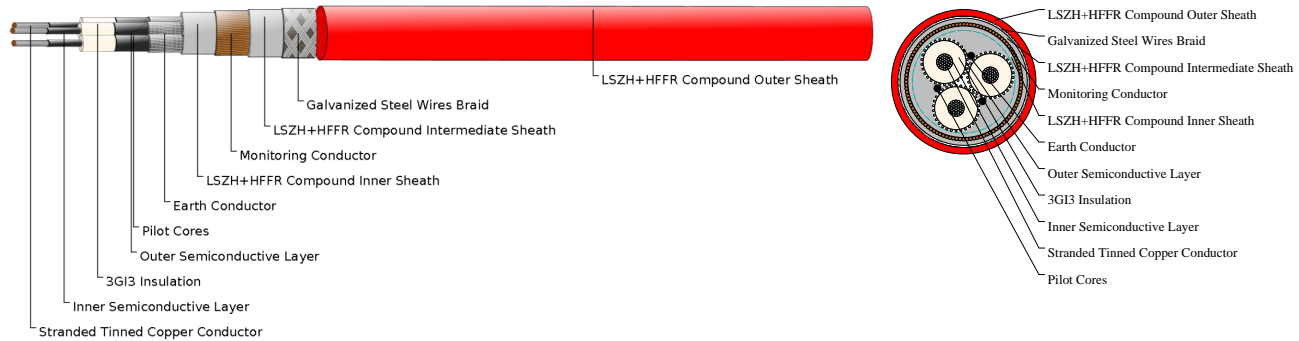 LSZH+HFFR Compound Outer Sheath
Galvanized Steel Wires Braid
LSZH+HFFR Compound Intermediate Sheath
Monitoring Conductor
LSZH+HFFR Compound Inner Sheath
Earth Conductor
Pilot Cores
Outer Semiconductive Layer
3GI3 Insulation
Inner Semiconductive Layer
Stranded Tinned Copper Conductor
LSZH+HFFR Compound Outer Sheath
Galvanized Steel Wires Braid
LSZH+HFFR Compound Intermediate Sheath
Monitoring Conductor
LSZH+HFFR Compound Inner Sheath
Earth Conductor
Outer Semiconductive Layer
3GI3 Insulation
Inner Semiconductive Layer
Stranded Tinned Copper Conductor
Pilot Cores